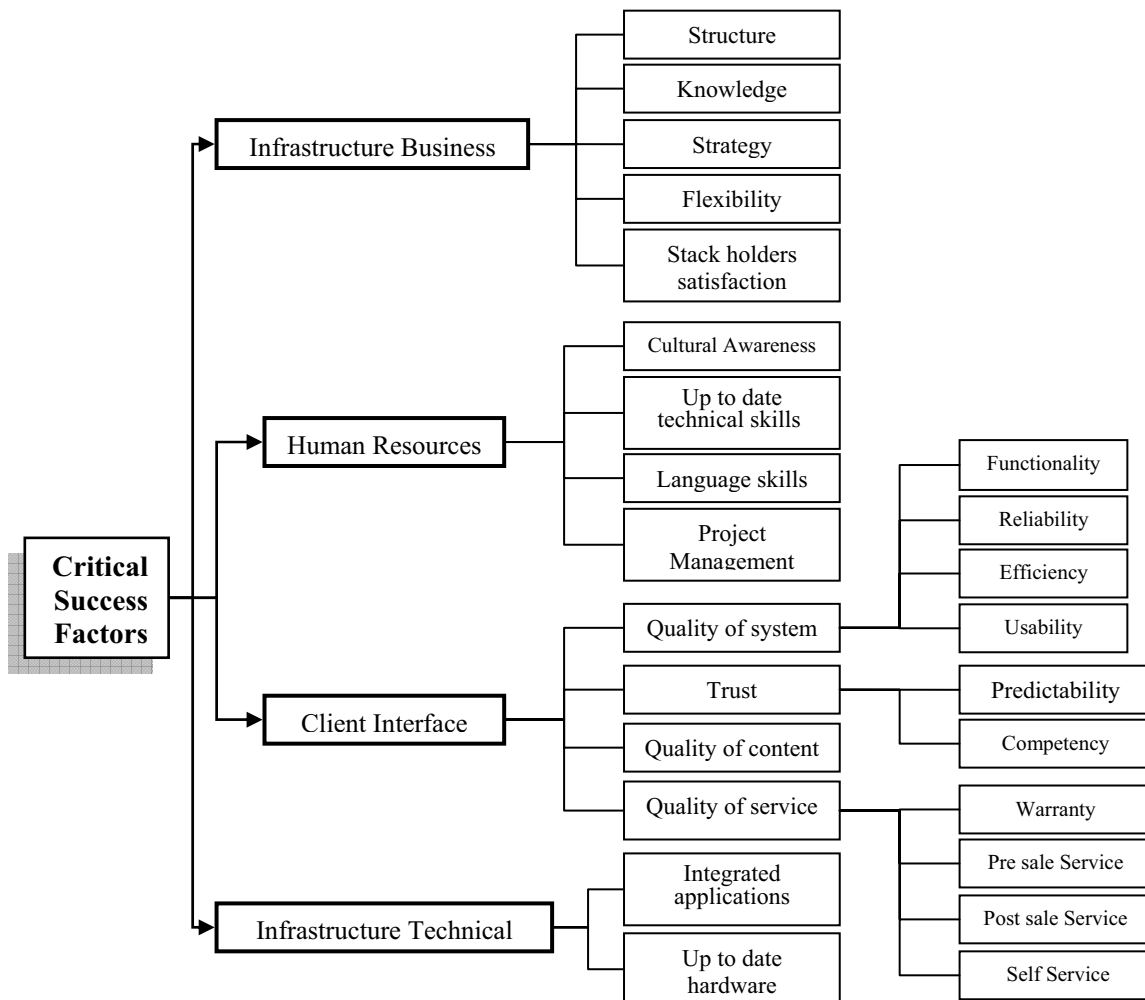 Structure
Knowledge
Infrastructure Business
Strategy
Flexibility
Stack holders
satisfaction
Cultural Awareness
Up to date
technical skills
Human Resources
Language skills
Project
Management
Critical
Success
Factors
Functionality
Reliability
Efficiency
Quality of system
Usability
Trust
Predictability
Client Interface
Quality of content
Competency
Quality of service
Warranty
Pre sale Service
Post sale Service
Self Service
Integrated
applications
Infrastructure Technical
Up to date
hardware